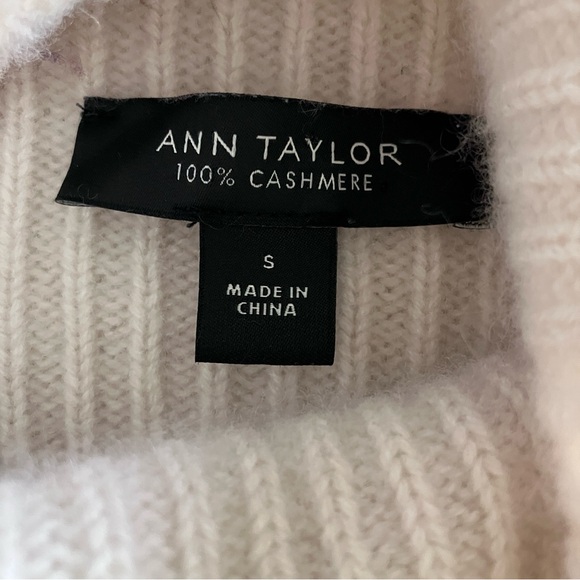 ANN TAYLOR
100% CASHMERE
S
MADE IN
CHINA